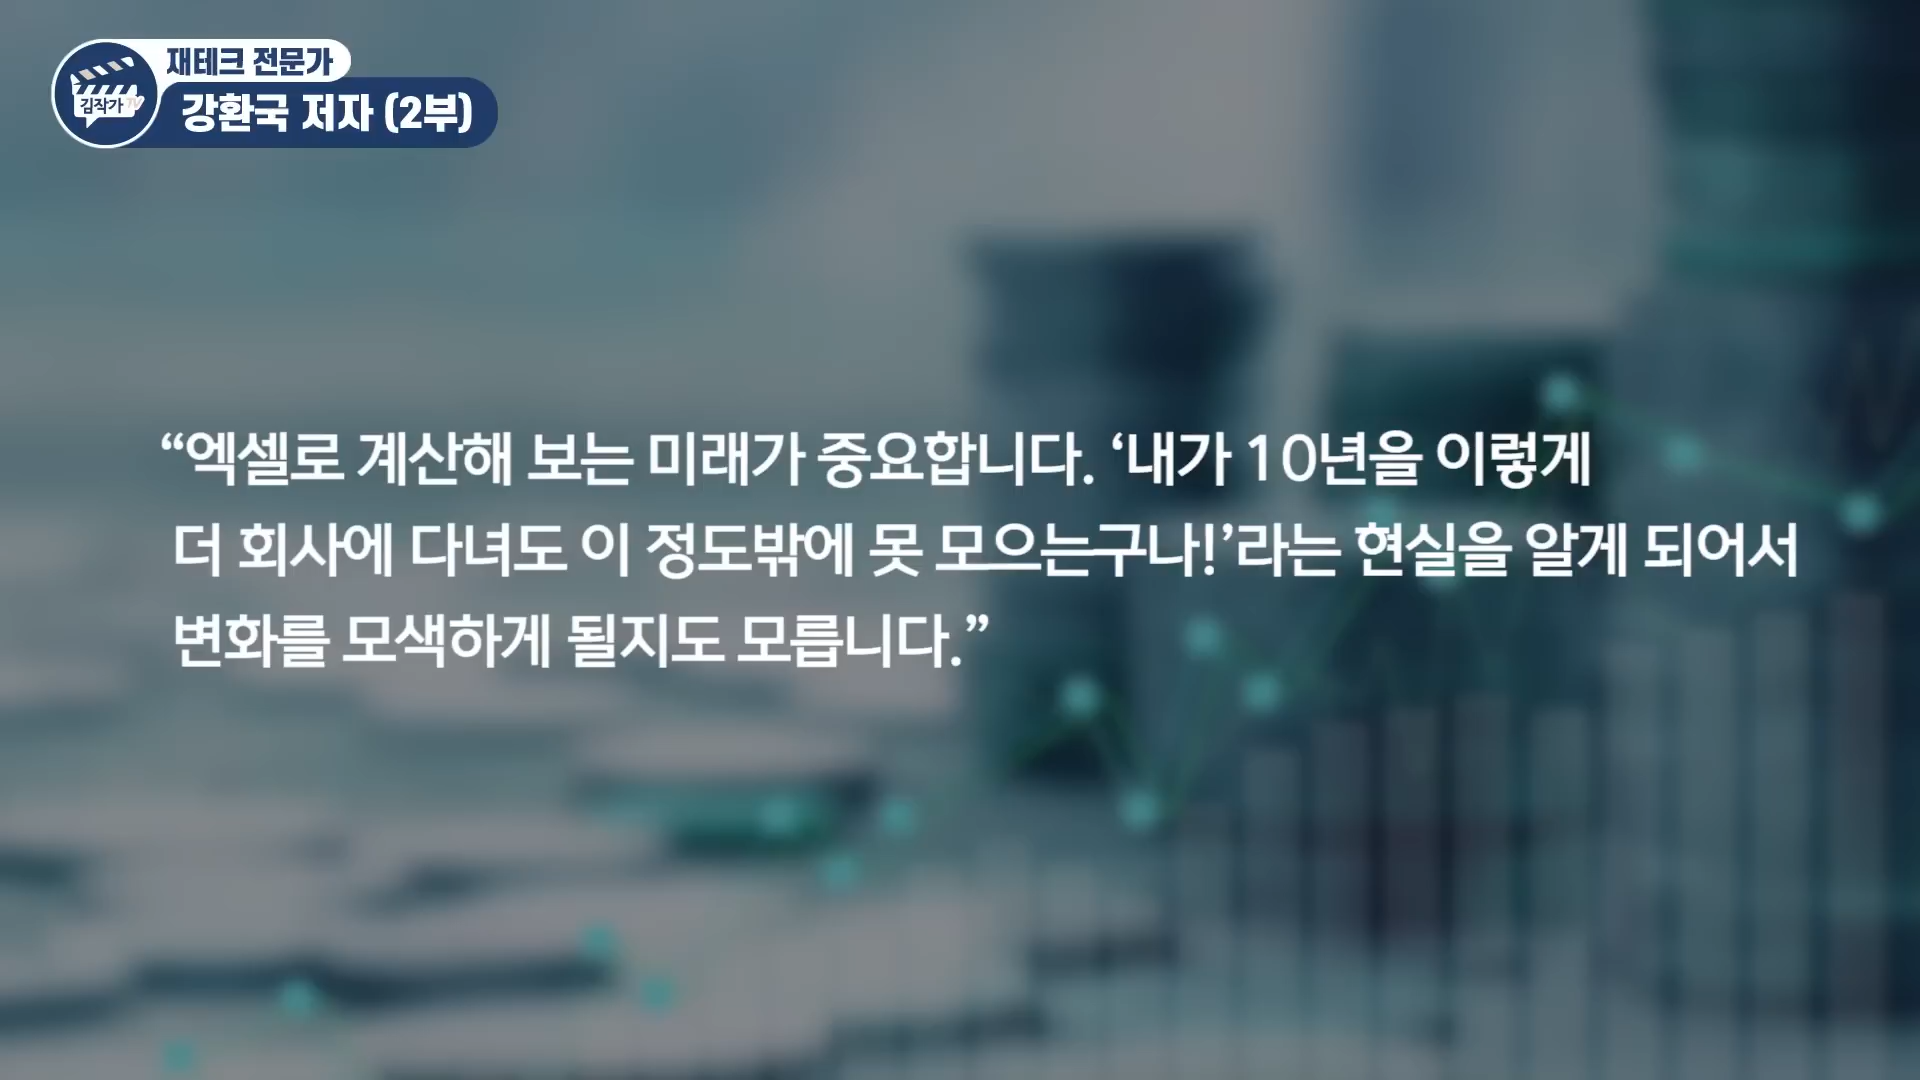 재테크 전문가
김작가TV
강환국 저자 (2부)
“엑셀로 계산해 보는 미래가 중요합니다. ‘내가 10년을 이렇게
더 회사에 다녀도 이 정도밖에 못 모으는구나!’라는 현실을 알게 되어서
변화를 모색하게 될지도 모릅니다.”